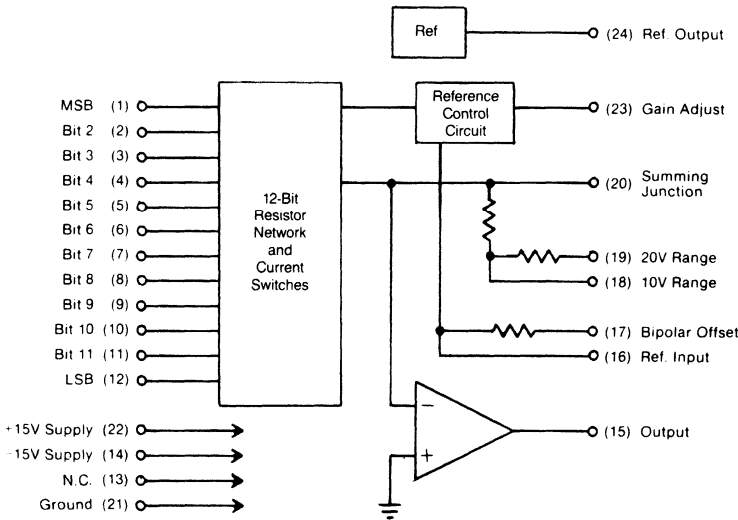 Ref
(24) Ref. Output
MSB (1)
Bit 2 (2)
Bit 3 (3)
Bit 4 (4)
Bit 5 (5)
Bit 6 (6)
Bit 7 (7)
Bit 8 (8)
Bit 9 (9)
Bit 10 (10)
Bit 11 (11)
LSB (12)
12-Bit
Resistor
Network
and
Current
Switches
Reference
Control
Circuit
(23) Gain Adjust
(20) Summing
Junction
(19) 20V Range
(18) 10V Range
(17) Bipolar Offset
(16) Ref. Input
−
+
(15) Output
+15V Supply (22)
-15V Supply (14)
N.C. (13)
Ground (21)